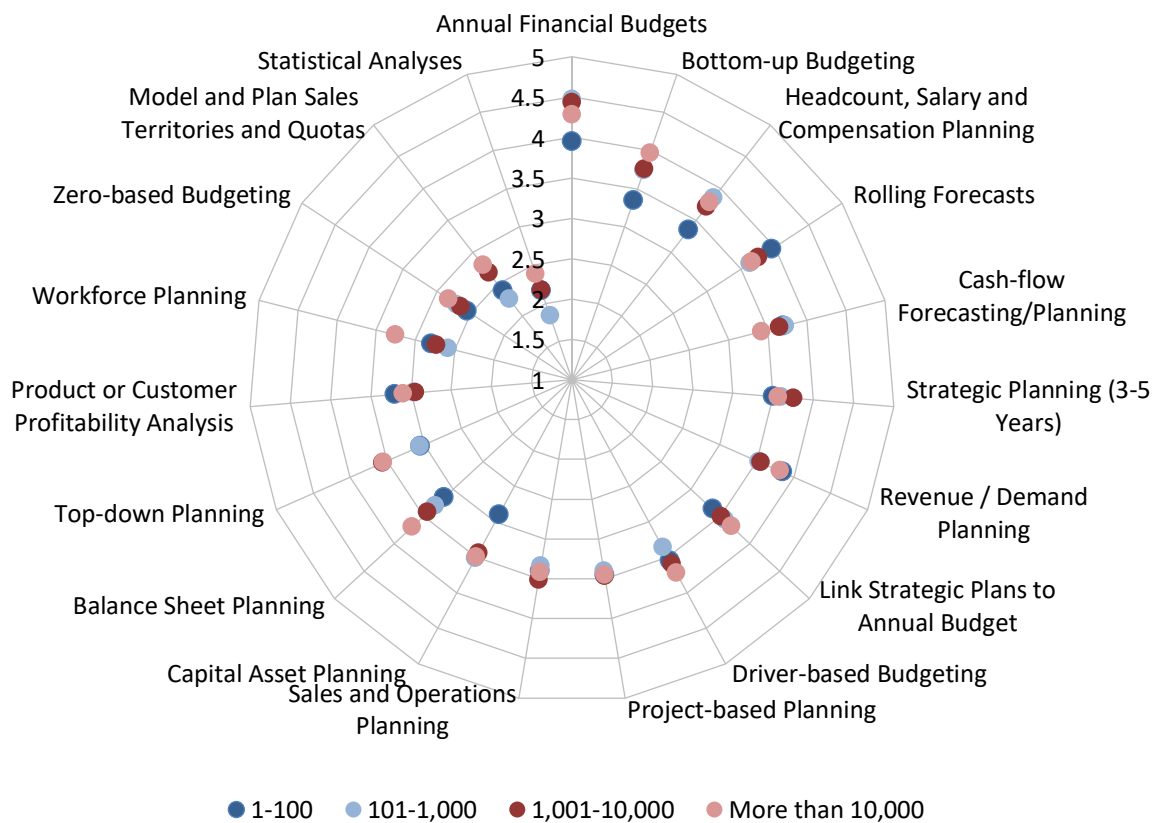 Annual Financial Budgets
Bottom-up Budgeting
Headcount, Salary and
Compensation Planning
Rolling Forecasts
Cash-flow
Forecasting/Planning
Strategic Planning (3-5
Years)
Revenue / Demand
Planning
Link Strategic Plans to
Annual Budget
Driver-based Budgeting
Project-based Planning
Sales and Operations
Planning
Capital Asset Planning
Balance Sheet Planning
Top-down Planning
Product or Customer
Profitability Analysis
Workforce Planning
Zero-based Budgeting
Model and Plan Sales
Territories and Quotas
Statistical Analyses
5
4.5
4
3.5
3
2.5
2
1.5
1
1-100
101-1,000
1,001-10,000
More than 10,000